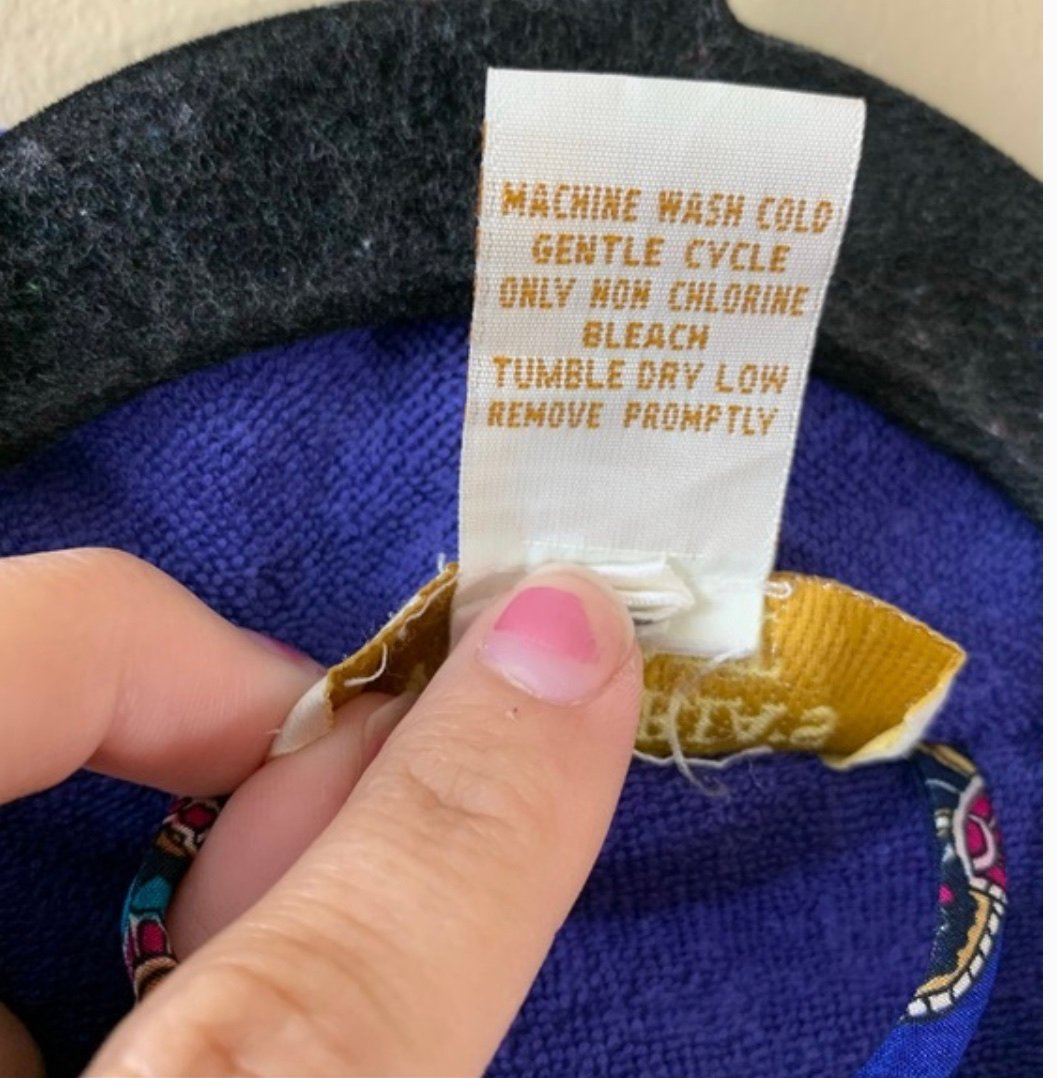 MACHINE WASH COLD
GENTLE CYCLE
ONLY NON CHLORINE
BLEACH
TUMBLE DRY LOW
REMOVE PROMPTLY